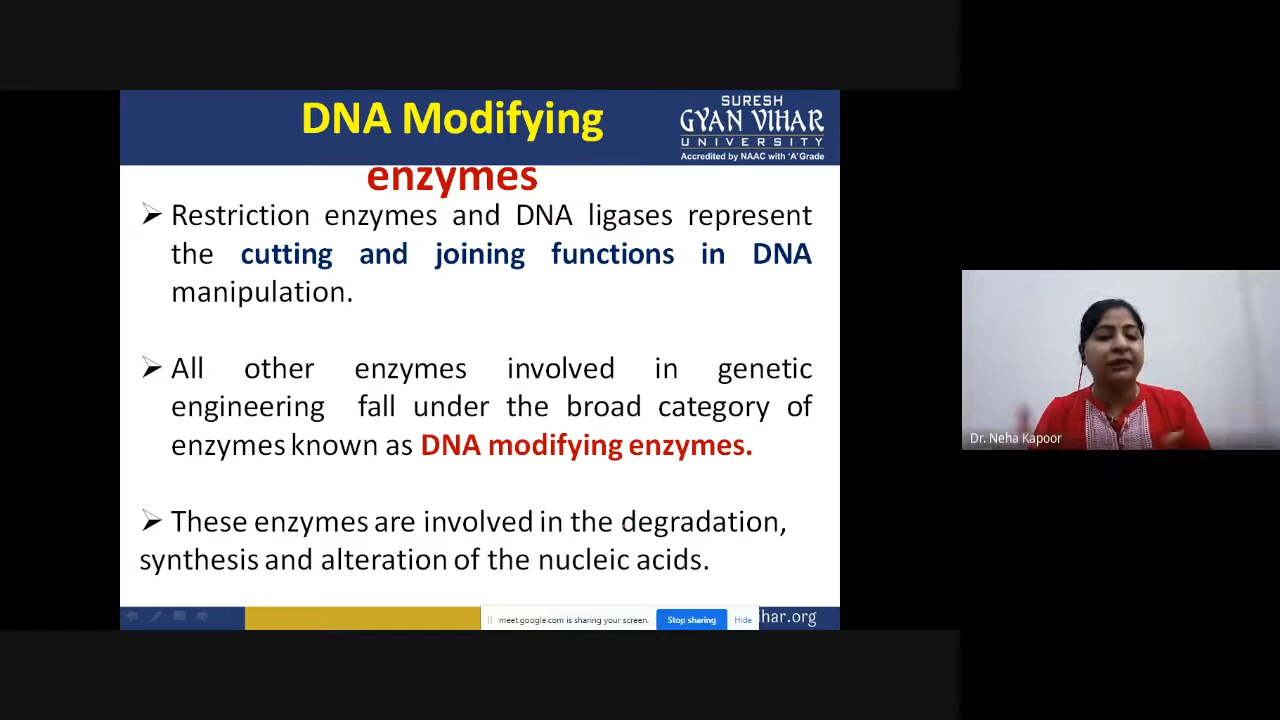 DNA Modifying
enzymes
SURESH
GYAN VIHAR
UNIVERSITY
Accredited by NAAC with 'A' Grade
➢ Restriction enzymes and DNA ligases represent
the cutting and joining functions in DNA
manipulation.
➢ All other enzymes involved in genetic
engineering fall under the broad category of
enzymes known as DNA modifying enzymes.
➢ These enzymes are involved in the degradation,
synthesis and alteration of the nucleic acids.
meet.google.com is sharing your screen. Stop sharing Hide ihar.org
Dr. Neha Kapoor